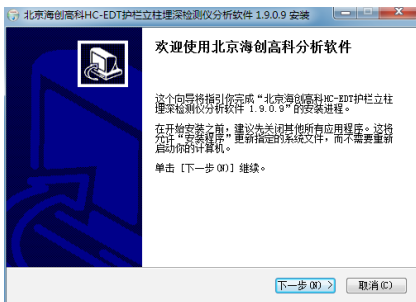 北京海创高科HC-EDT护栏立柱埋深检测仪分析软件 1.9.0.9 安装
欢迎使用北京海创高科分析软件
这个向导将指引你完成“北京海创高科HC-EDT护栏立柱
埋深检测仪分析软件 1.9.0.9”的安装进程。
在开始安装之前，建议先关闭其他所有应用程序。这将
允许“安装程序”更新指定的系统文件，而不需要重新
启动你的计算机。
单击 [下一步(N)] 继续。
下一步(N) >
取消(C)